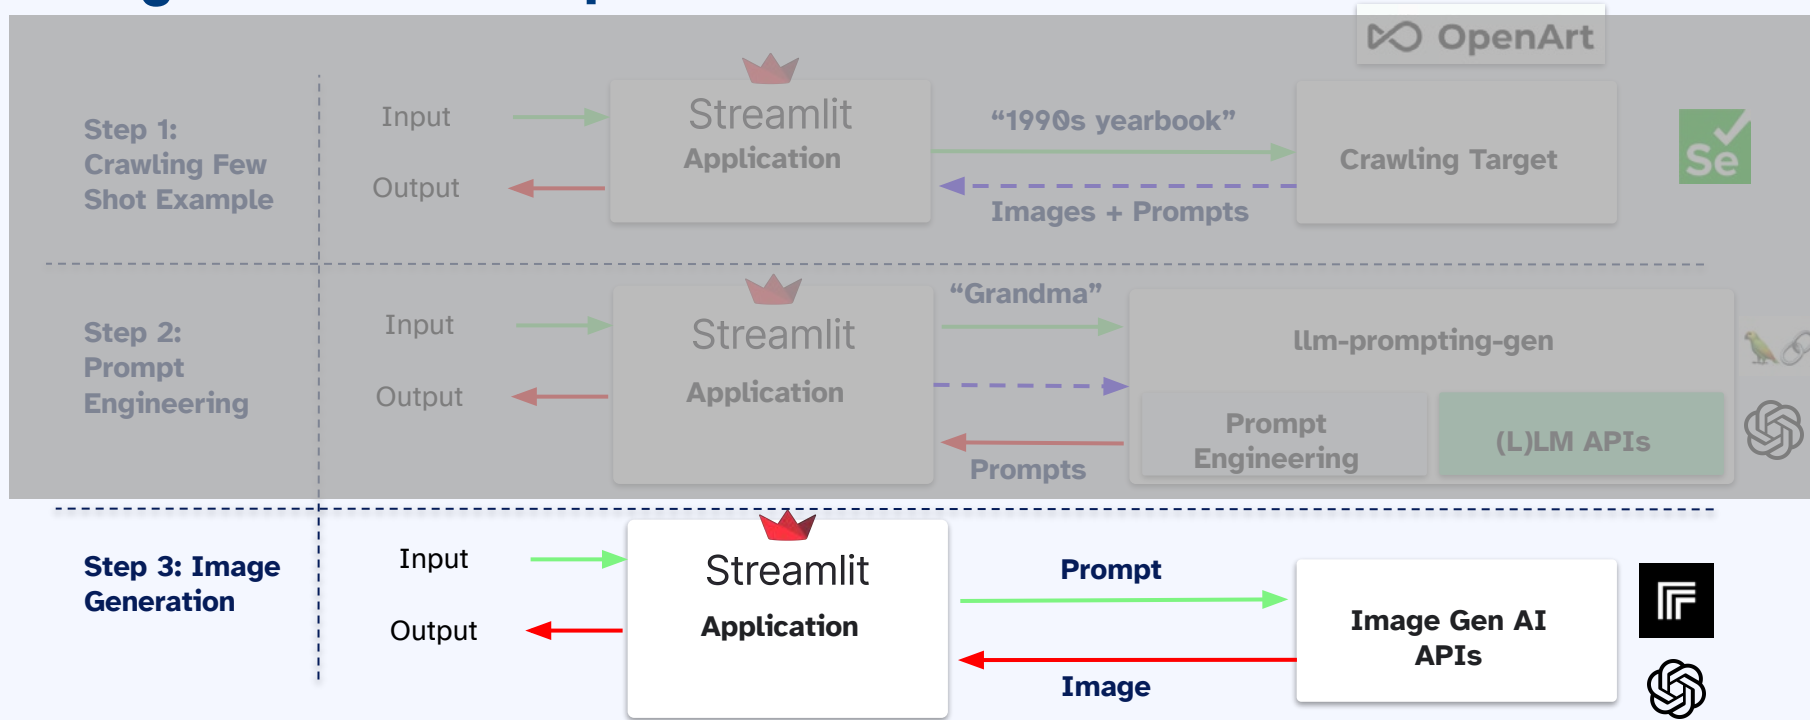 OpenArt
Step 1:
Crawling Few
Shot Example
Input
Output
Streamlit
Application
“1990s yearbook”
Images + Prompts
Crawling Target
Se
Step 2:
Prompt
Engineering
Input
Output
Streamlit
Application
“Grandma”
Prompts
llm-prompting-gen
Prompt
Engineering
(L)LM APIs
Step 3: Image
Generation
Input
Output
Streamlit
Application
Prompt
Image
Image Gen AI
APIs